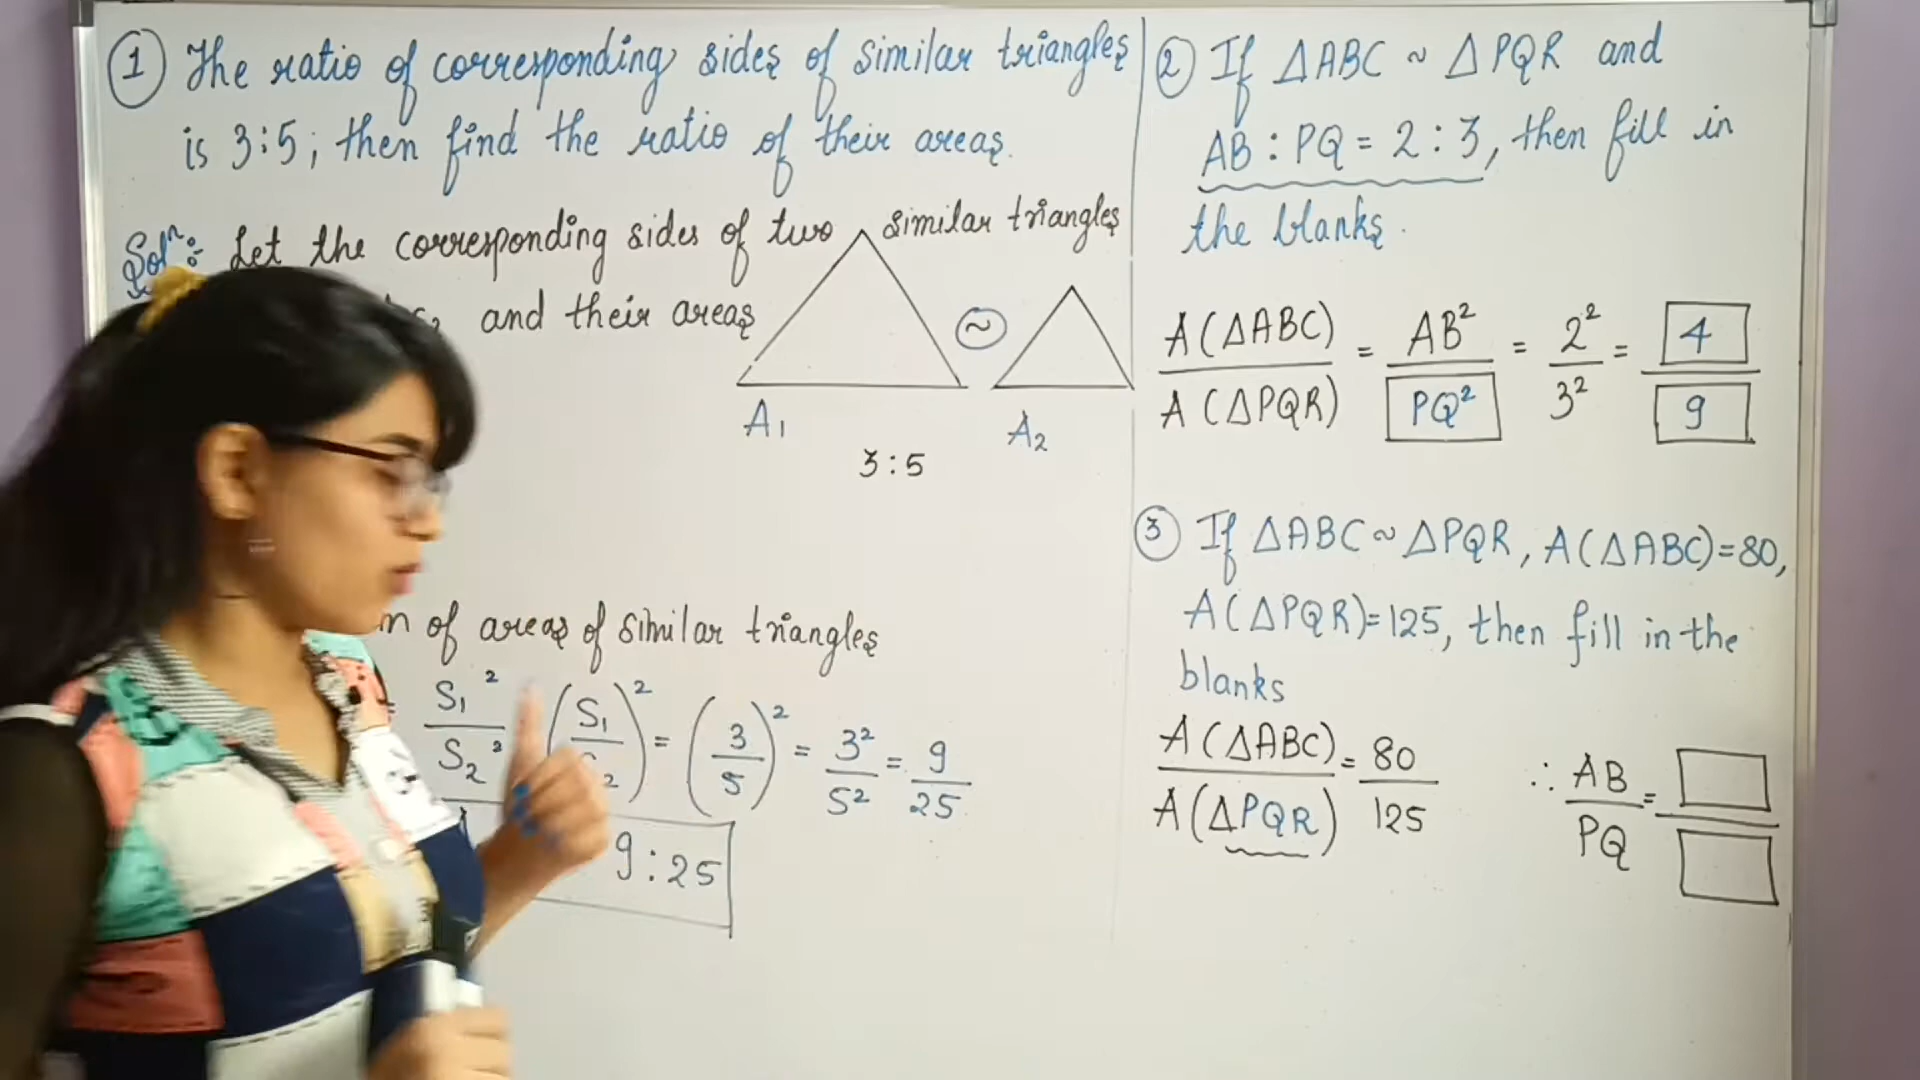 ① The ratio of corresponding sides of similar triangles
is 3:5; then find the ratio of their areas.
Solⁿ: Let the corresponding sides of two similar triangles
and their areas
~
A₁ A₂
3:5
of areas of similar triangles
S₁²/S₂² (S₁/ ₂)² = (3/5)² = 3²/5² = 9/25
9:25
② If ΔABC ~ ΔPQR and
AB : PQ = 2 : 3, then fill in
the blanks.
A(ΔABC)/A(ΔPQR) = AB²/PQ² = 2²/3² = 4/9
③ If ΔABC ~ ΔPQR, A(ΔABC)=80,
A(ΔPQR)=125, then fill in the
blanks
A(ΔABC)/A(ΔPQR) = 80/125 ∴ AB/PQ =